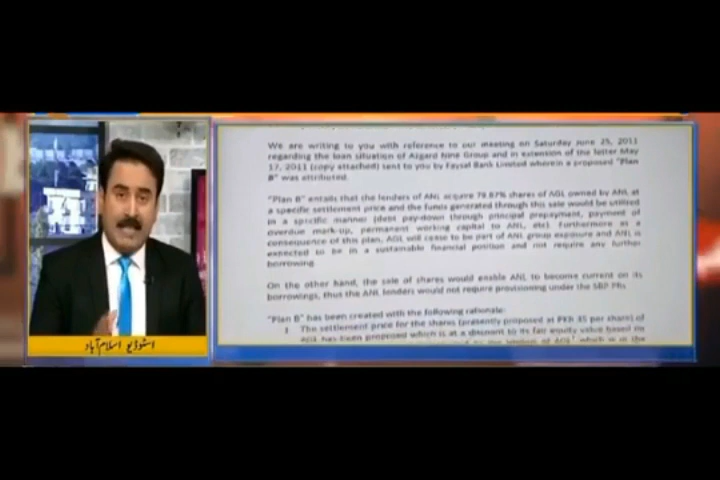 We are writing to you with reference to our meeting on Saturday June 25, 2011
regarding the loan situation of Azgard Nine Group and in extension of the letter May
17, 2011 (copy attached) sent to you by Faysal Bank Limited wherein a proposed "Plan
B" was attributed.
"Plan B" entails that the lenders of ANL acquire 79.87% shares of AGL owned by ANL at
a specific settlement price and the funds generated through this sale would be utilized
in a specific manner (debt pay-down through principal prepayment, payment of
overdue mark-up, permanent working capital to ANL, etc). Furthermore as a
consequence of this plan, AGL will cease to be part of ANL group exposure and ANL is
expected to be in a sustainable financial position and not require any further
borrowing.
On the other hand, the sale of shares would enable ANL to become current on its
borrowings, thus the ANL lenders would not require provisioning under the SBP PRs
"Plan B" has been created with the following rationale:
The settlement price for the shares (presently proposed at PKR 35 per share) of
AGL has been proposed which is at a discount to its fair equity value based on
which is in the
اسٹوڈیو اسلام آباد